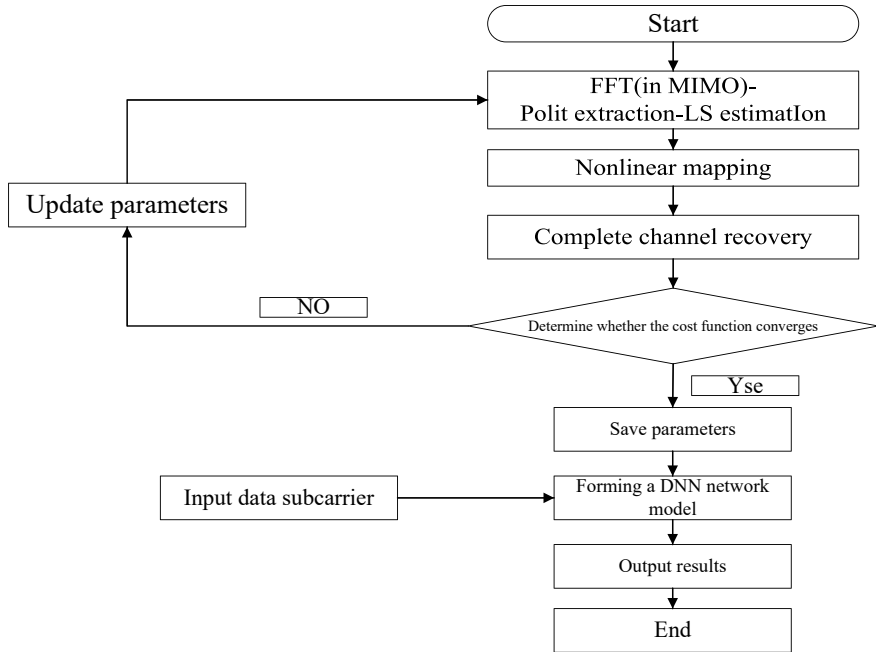 Start
FFT(in MIMO)-
Polit extraction-LS estimatIon
Nonlinear mapping
Update parameters
Complete channel recovery
NO
Determine whether the cost function converges
Yse
Save parameters
Input data subcarrier
Forming a DNN network
model
Output results
End